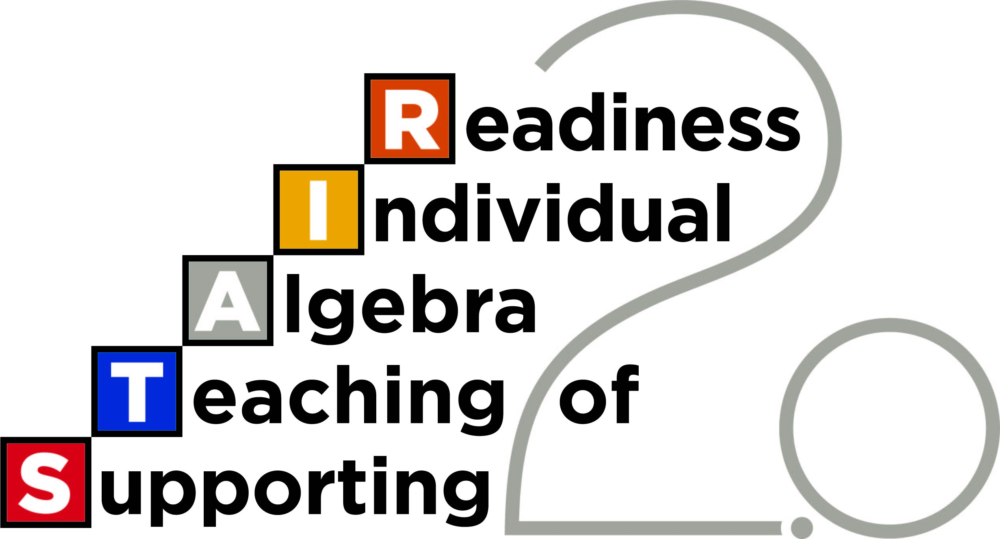 Readiness
Individual
Algebra
Teaching of
Supporting
2.0